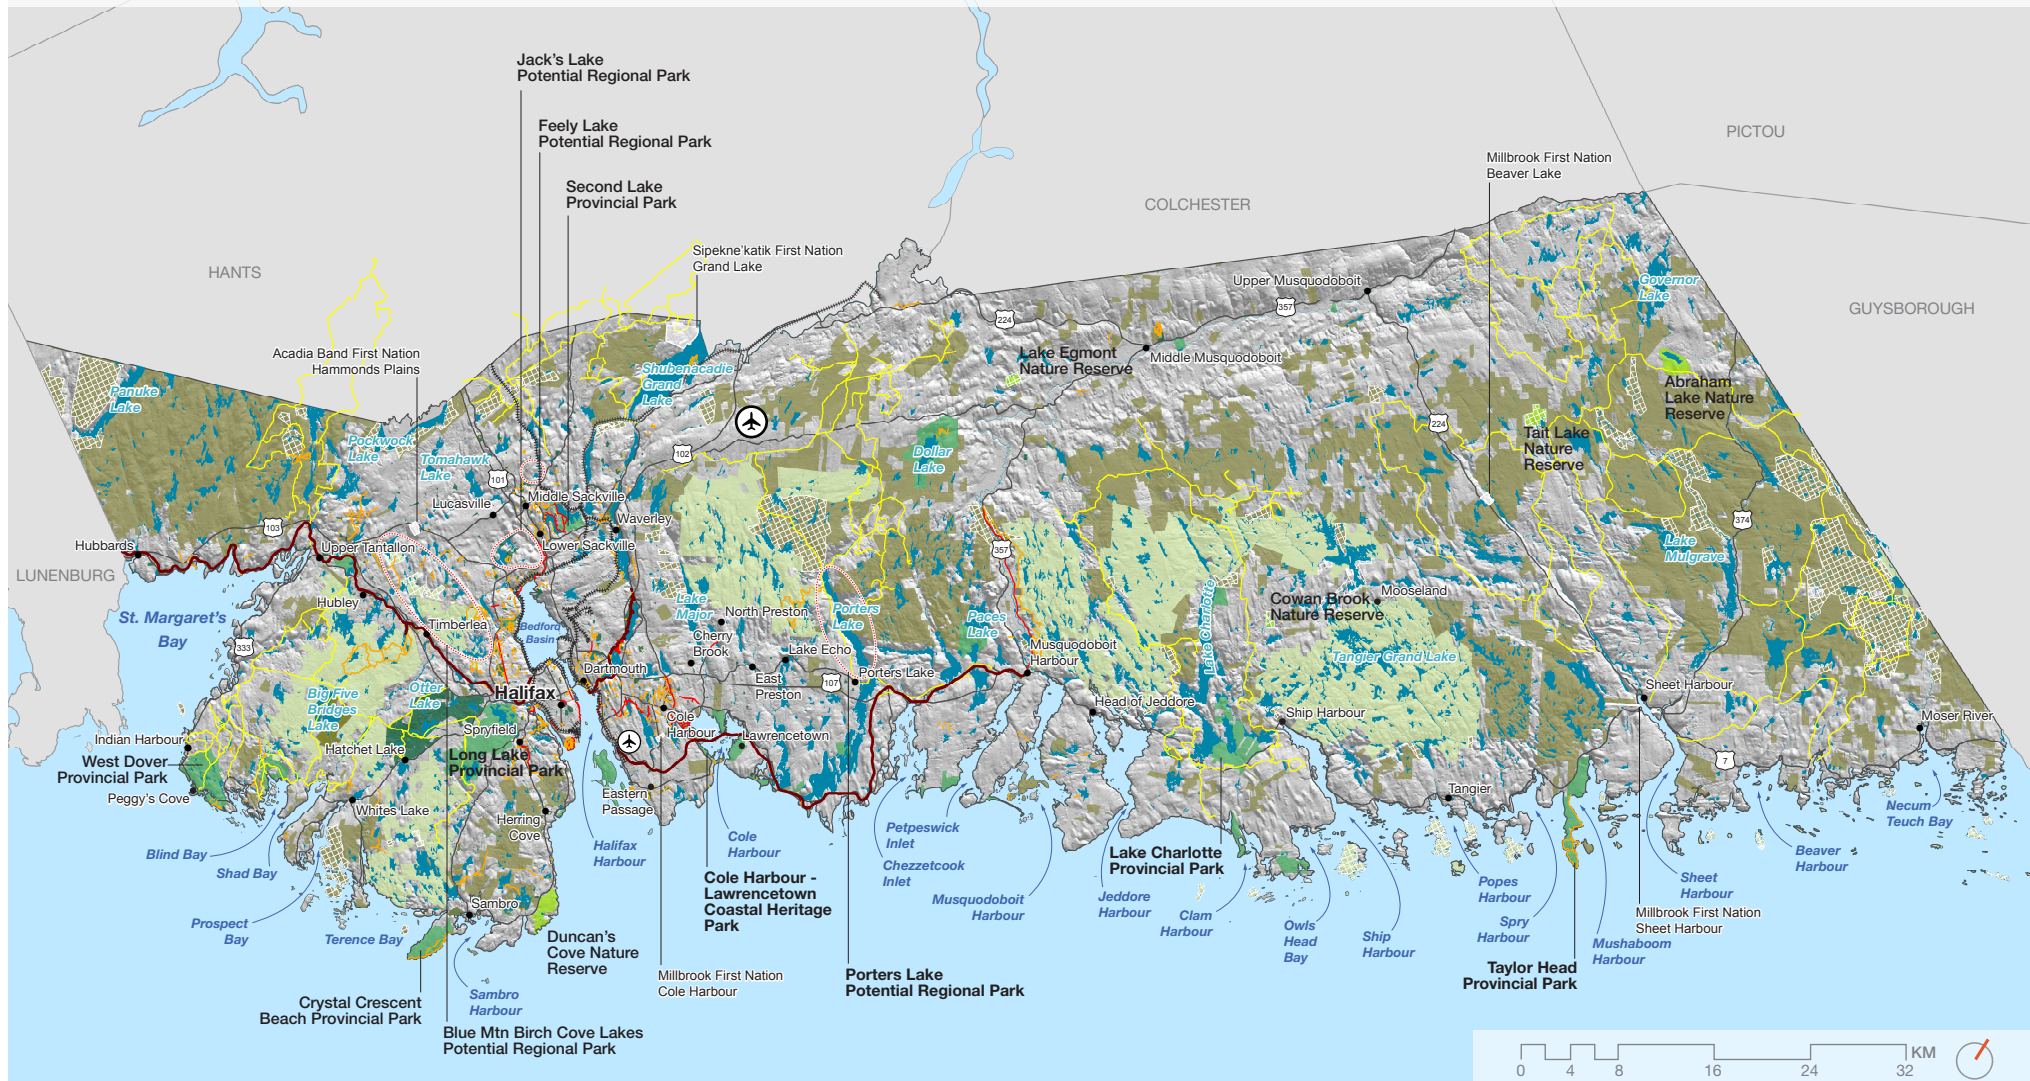 Jack's Lake
Potential Regional Park
Feely Lake
Potential Regional Park
Second Lake
Provincial Park
Sipekne'katik First Nation
Grand Lake
HANTS
COLCHESTER
PICTOU
GUYSBOROUGH
LUNENBURG
Millbrook First Nation
Beaver Lake
Acadia Band First Nation
Hammonds Plains
Upper Musquodoboit
357
224
Middle Musquodoboit
Lake Egmont
Nature Reserve
Governor
Lake
Abraham
Lake Nature
Reserve
Tait Lake
Nature
Reserve
224
374
Lake
Mulgrave
Panuke
Lake
Pockwock
Lake
Tomahawk
Lake
Shubenacadie
Grand
Lake
Dollar
Lake
102
101
103
Lucasville
Middle Sackville
Waverley
Lower Sackville
Hubbards
Upper Tantallon
Hubley
Timberlea
St. Margaret's
Bay
333
Bedford
Basin
Lake
Major
North Preston
Cherry
Brook
Lake Echo
East
Preston
107
Porters
Lake
Porters Lake
Paces
Lake
357
Musquodoboit
Harbour
Lake Charlotte
Cowan Brook
Nature Reserve
Mooseland
Tangier Grand Lake
Head of Jeddore
Ship Harbour
Sheet Harbour
Moser River
7
Tangier
Dartmouth
Halifax
Cole
Harbour
Lawrencetown
Eastern
Passage
Big Five
Bridges
Lake
Otter
Lake
Spryfield
Hatchet Lake
Long Lake
Provincial Park
Indian Harbour
West Dover
Provincial Park
Peggy's Cove
Whites Lake
Herring
Cove
Sambro
Blind Bay
Shad Bay
Prospect
Bay
Terence Bay
Sambro
Harbour
Duncan's
Cove Nature
Reserve
Crystal Crescent
Beach Provincial Park
Blue Mtn Birch Cove Lakes
Potential Regional Park
Halifax
Harbour
Cole
Harbour
Cole Harbour -
Lawrencetown
Coastal Heritage
Park
Millbrook First Nation
Cole Harbour
Porters Lake
Potential Regional Park
Petpeswick
Inlet
Chezzetcook
Inlet
Musquodoboit
Harbour
Jeddore
Harbour
Lake Charlotte
Provincial Park
Clam
Harbour
Owls
Head
Bay
Ship
Harbour
Popes
Harbour
Spry
Harbour
Taylor Head
Provincial Park
Mushaboom
Harbour
Millbrook First Nation
Sheet Harbour
Sheet
Harbour
Beaver
Harbour
Necum
Teuch Bay
KM
0 4 8 16 24 32